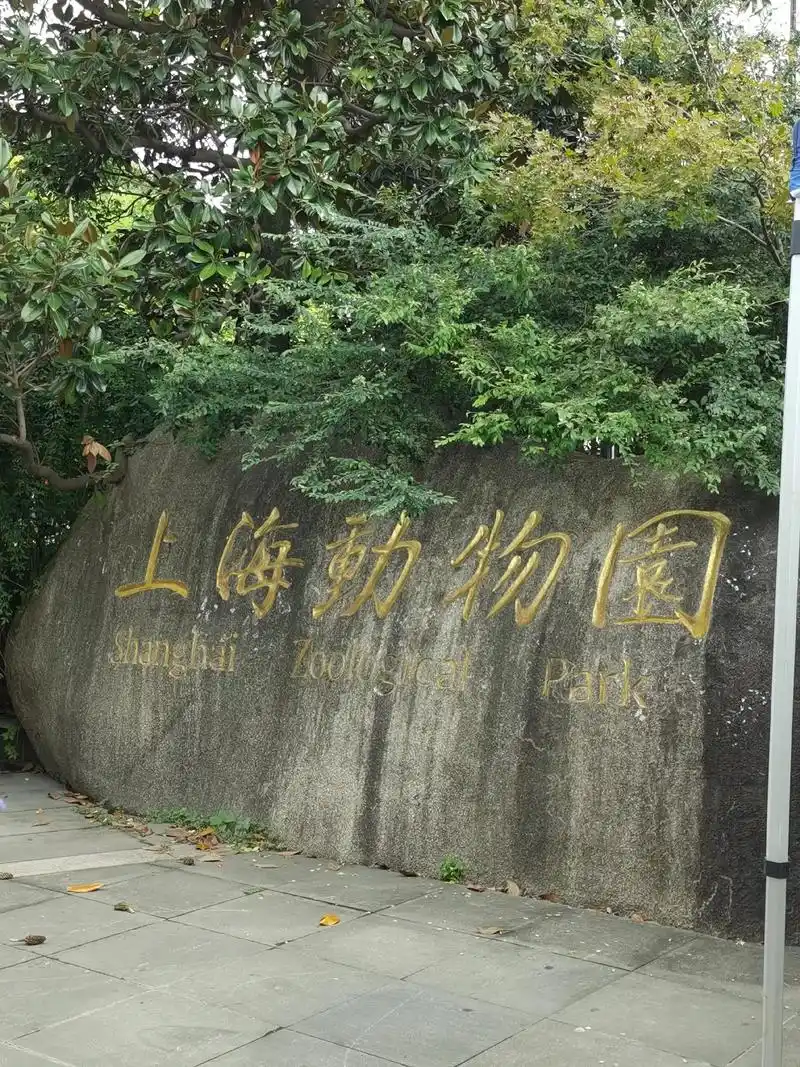 上海動物園
Shanghai Zoological Park